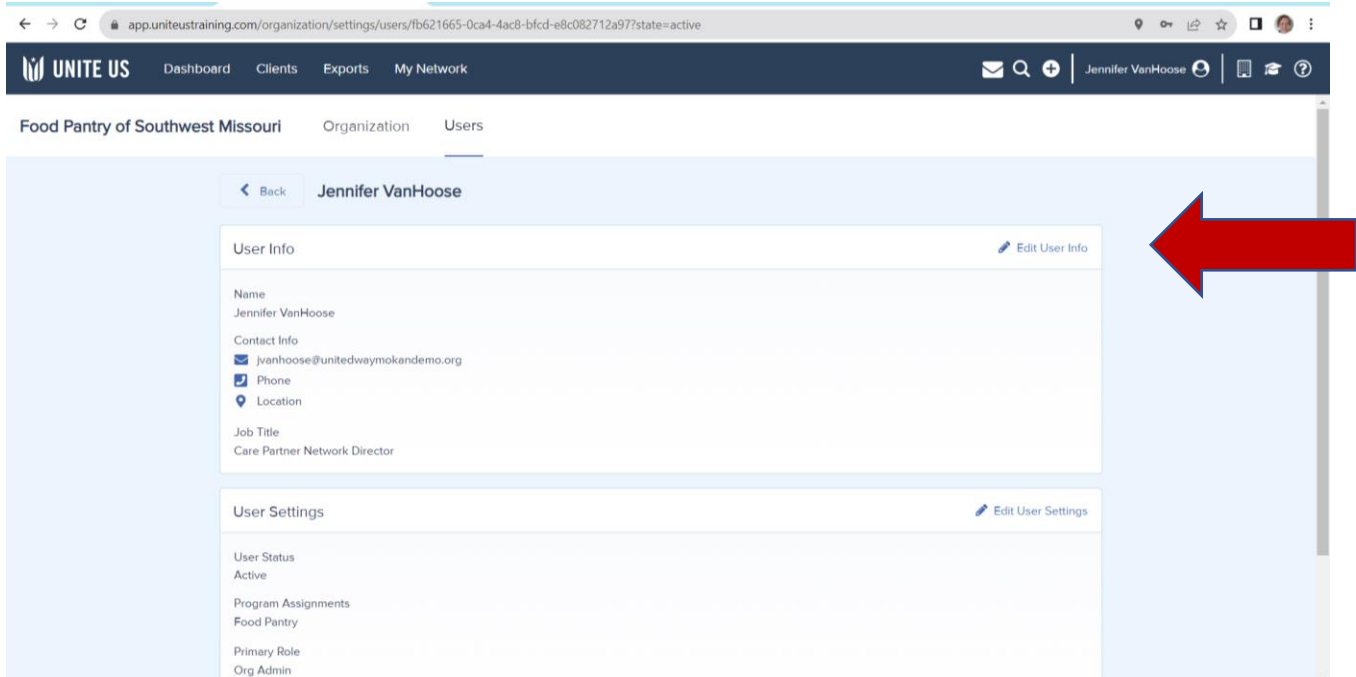 app.uniteustraining.com/organization/settings/users/fb621665-0ca4-4ac8-bfcd-e8c082712a97?state=active
UNITE US Dashboard Clients Exports My Network Jennifer VanHoose
Food Pantry of Southwest Missouri Organization Users
Back Jennifer VanHoose
User Info Edit User Info
Name
Jennifer VanHoose
Contact Info
jvanhoose@unitedwaymokandemo.org
Phone
Location
Job Title
Care Partner Network Director
User Settings Edit User Settings
User Status
Active
Program Assignments
Food Pantry
Primary Role
Org Admin